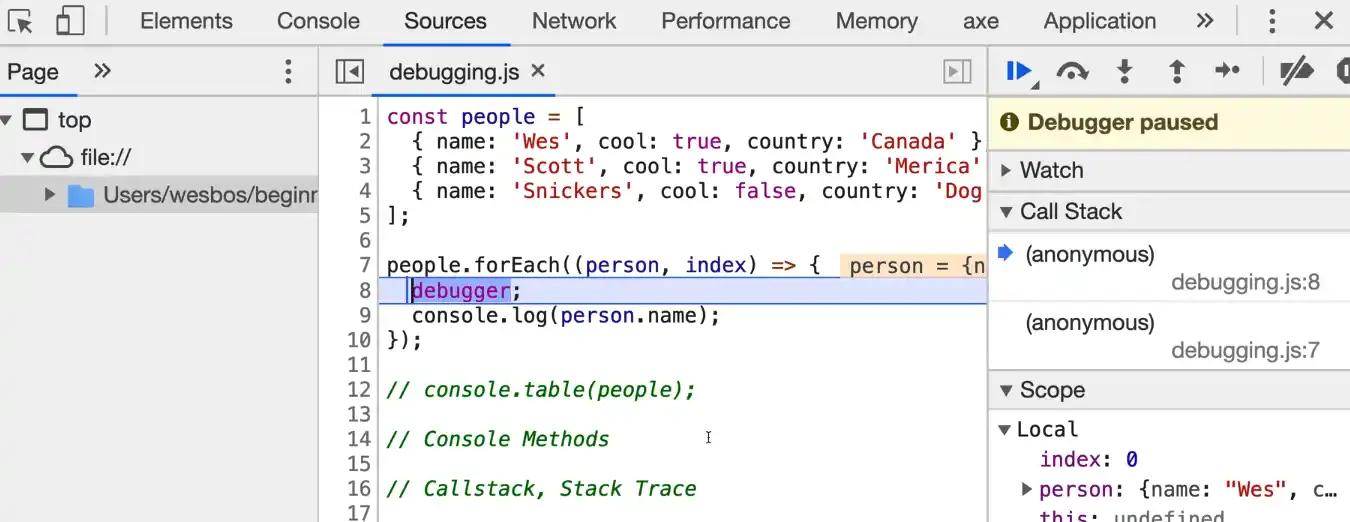 Elements Console Sources Network Performance Memory axe Application »
Page »
debugging.js ×
top
file://
Users/wesbos/beginr
1 const people = [
2 { name: 'Wes', cool: true, country: 'Canada' }
3 { name: 'Scott', cool: true, country: 'Merica'
4 { name: 'Snickers', cool: false, country: 'Dog
5 ];
6
7 people.forEach((person, index) => { person = {n
8 debugger;
9 console.log(person.name);
10 });
11
12 // console.table(people);
13
14 // Console Methods
15
16 // Callstack, Stack Trace
17
Debugger paused
Watch
Call Stack
(anonymous)
debugging.js:8
(anonymous)
debugging.js:7
Scope
Local
index: 0
person: {name: "Wes", c…
this: undefined